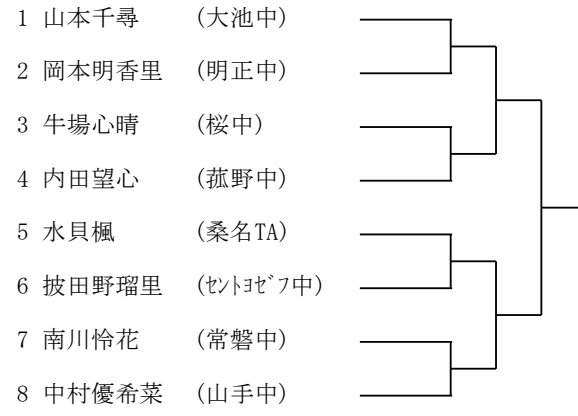 1 山本千尋 (大池中)
2 岡本明香里 (明正中)
3 牛場心晴 (桜中)
4 内田望心 (菰野中)
5 水貝楓 (桑名TA)
6 披田野瑠里 (ｾﾝﾄﾖｾﾞﾌ中)
7 南川怜花 (常磐中)
8 中村優希菜 (山手中)